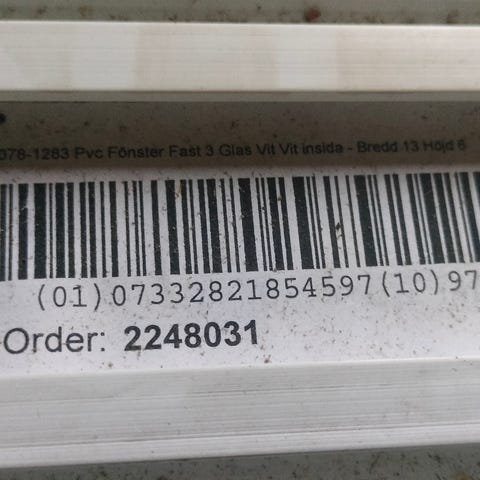 078-1283 Pvc Fönster Fast 3 Glas Vit Vit insida - Bredd 13 Höjd 6
(01)07332821854597(10)97
Order: 2248031